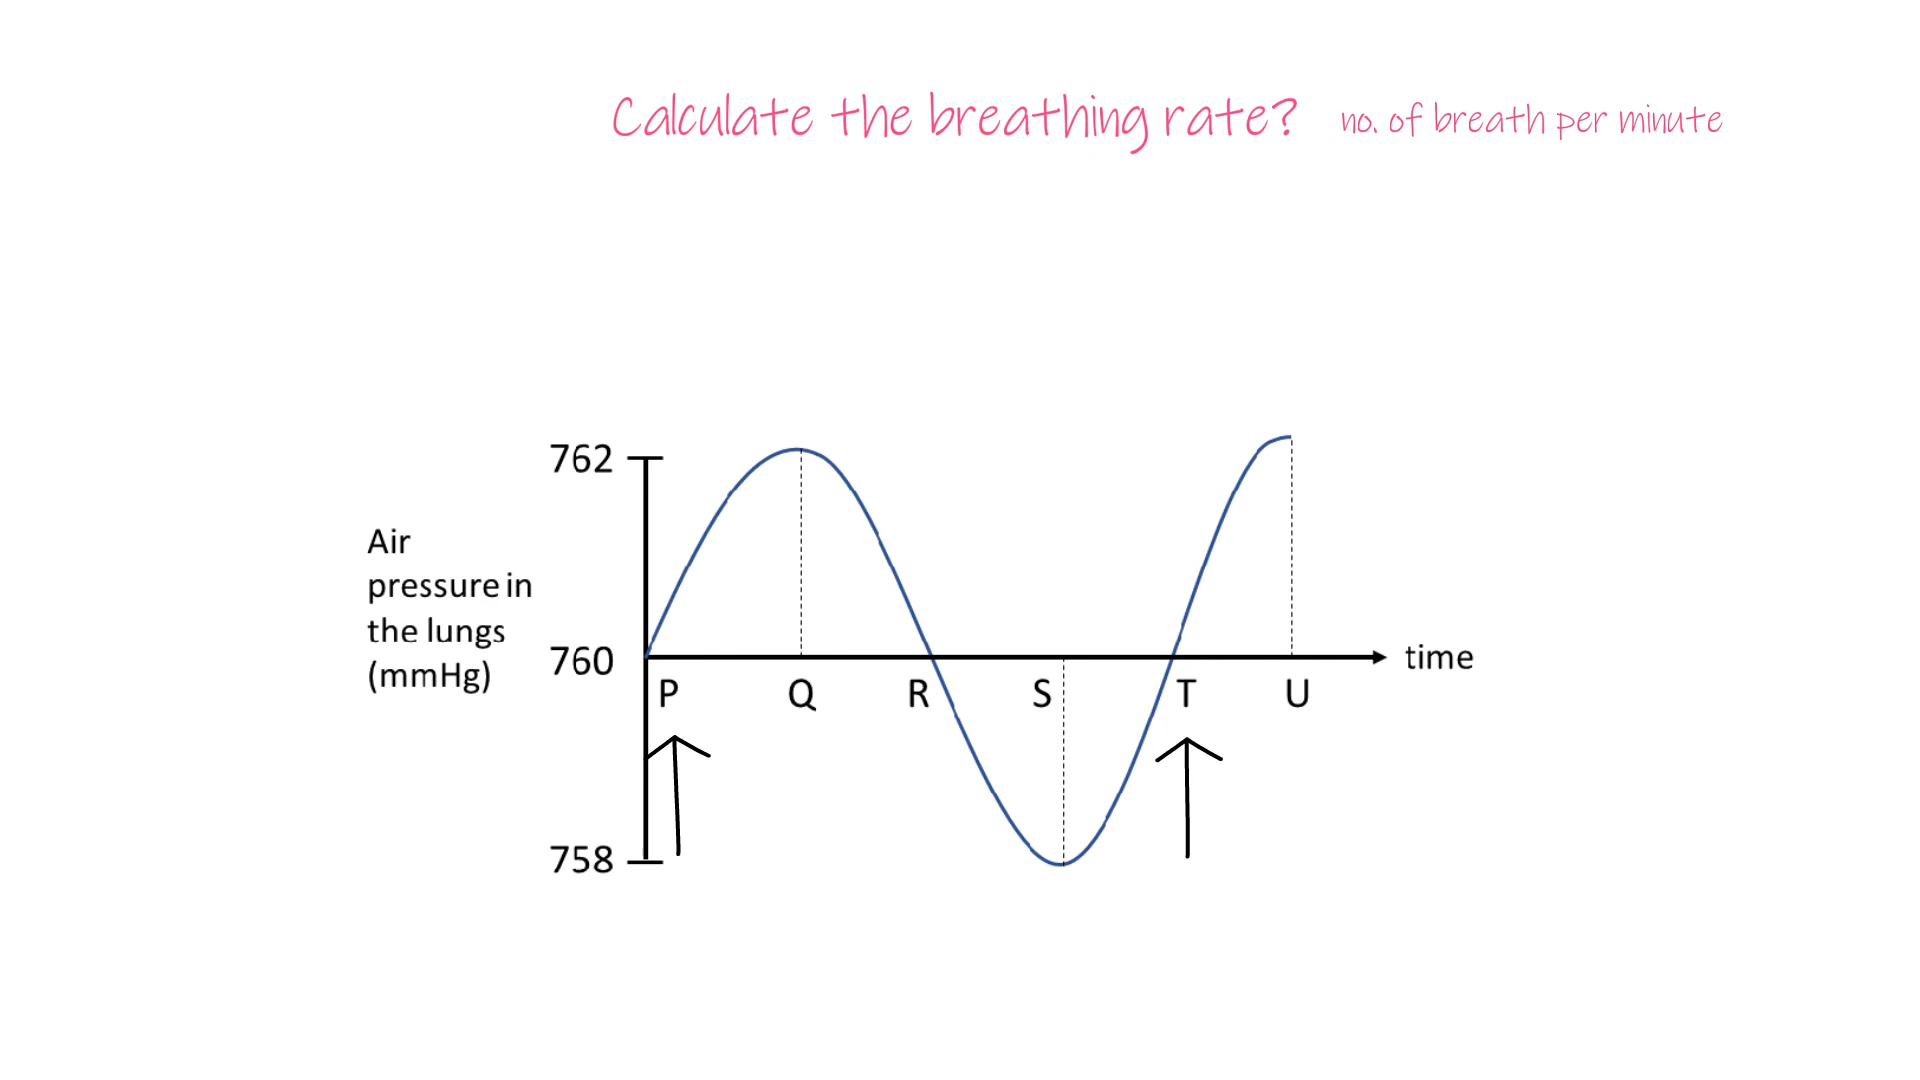 Calculate the breathing rate? no. of breath per minute
762
Air
pressure in
the lungs
(mmHg)
760
time
P Q R S T U
758